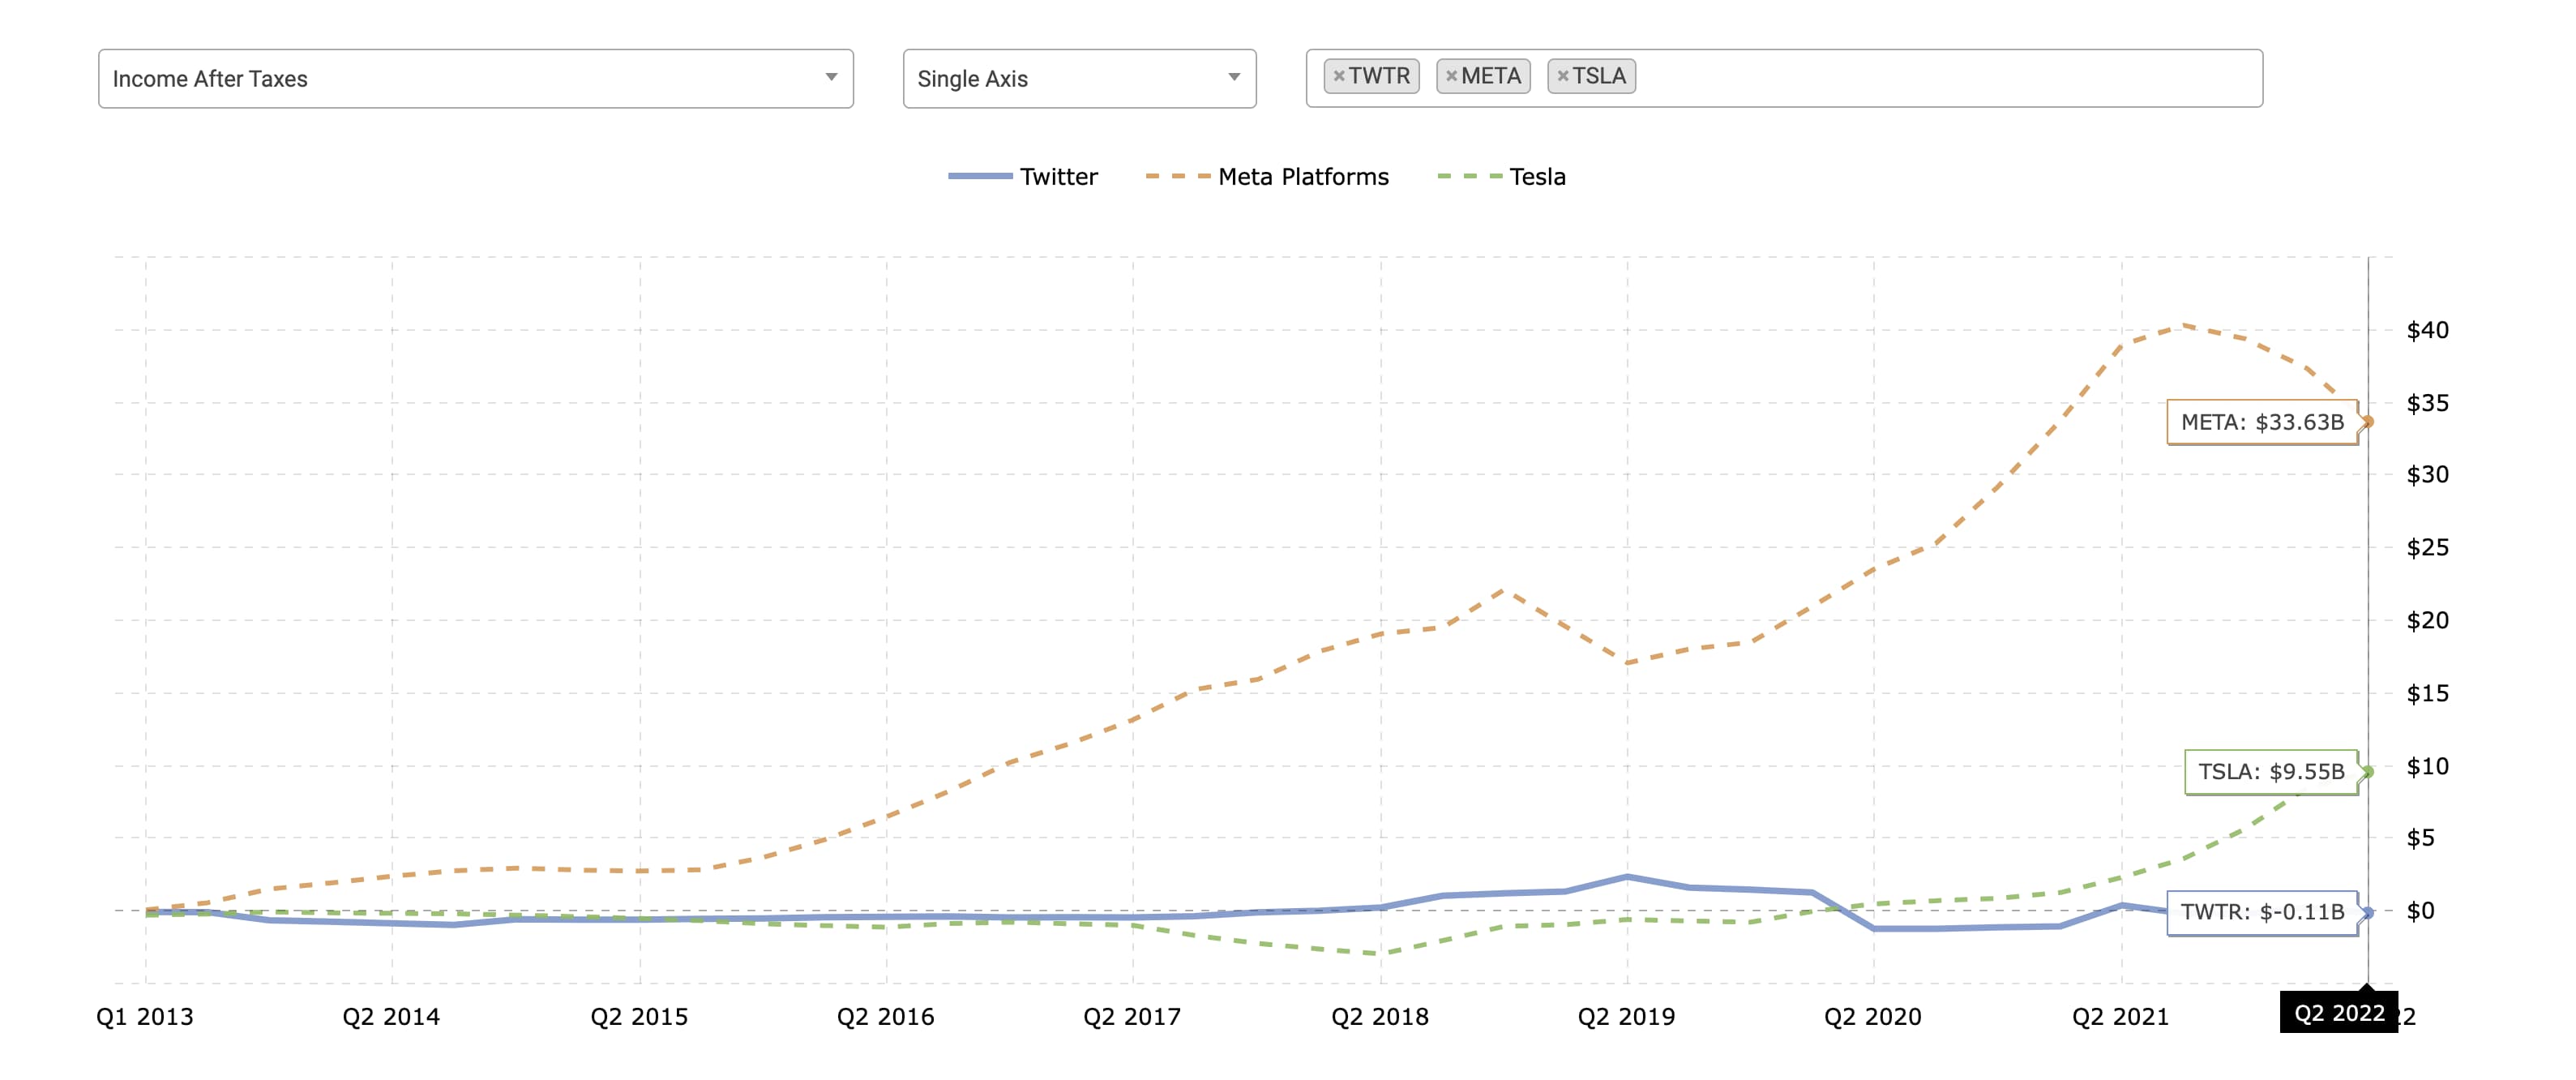 Income After Taxes
Single Axis
×TWTR ×META ×TSLA
Twitter Meta Platforms Tesla
$40
$35
META: $33.63B
$30
$25
$20
$15
$10
TSLA: $9.55B
$5
$0
TWTR: $-0.11B
Q1 2013 Q2 2014 Q2 2015 Q2 2016 Q2 2017 Q2 2018 Q2 2019 Q2 2020 Q2 2021 Q2 2022